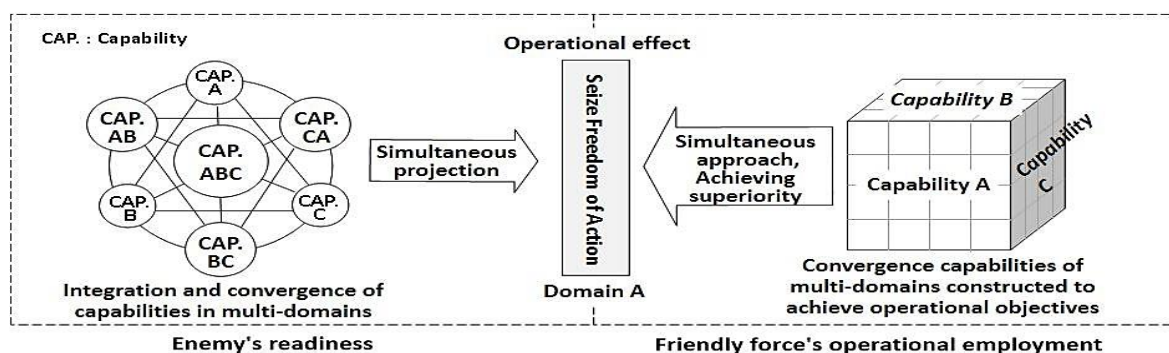 CAP. : Capability
CAP.
A
CAP.
AB
CAP.
CA
CAP.
ABC
CAP.
B
CAP.
C
CAP.
BC
Integration and convergence of
capabilities in multi-domains
Simultaneous
projection
Operational effect
Seize Freedom of Action
Domain A
Simultaneous
approach,
Achieving
superiority
Capability B
Capability A
Capability
C
Convergence capabilities of
multi-domains constructed to
achieve operational objectives
Enemy's readiness
Friendly force's operational employment